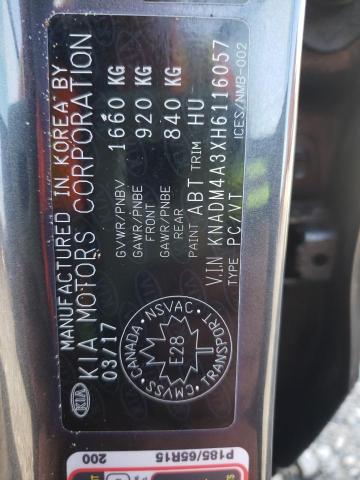 MANUFACTURED IN KOREA BY
KIA MOTORS CORPORATION
03/17
GVWR/PNBV 1660 KG
GAWR/PNBE FRONT 920 KG
GAWR/PNBE REAR 840 KG
PAINT ABT TRIM HU
VIN KNADM4A3XH6116057
TYPE PC/VT
ICES/NMB-002
KIA
CANADA • NSVAC
E28
CMVSS • TRANSPORT
P185/65R15
200